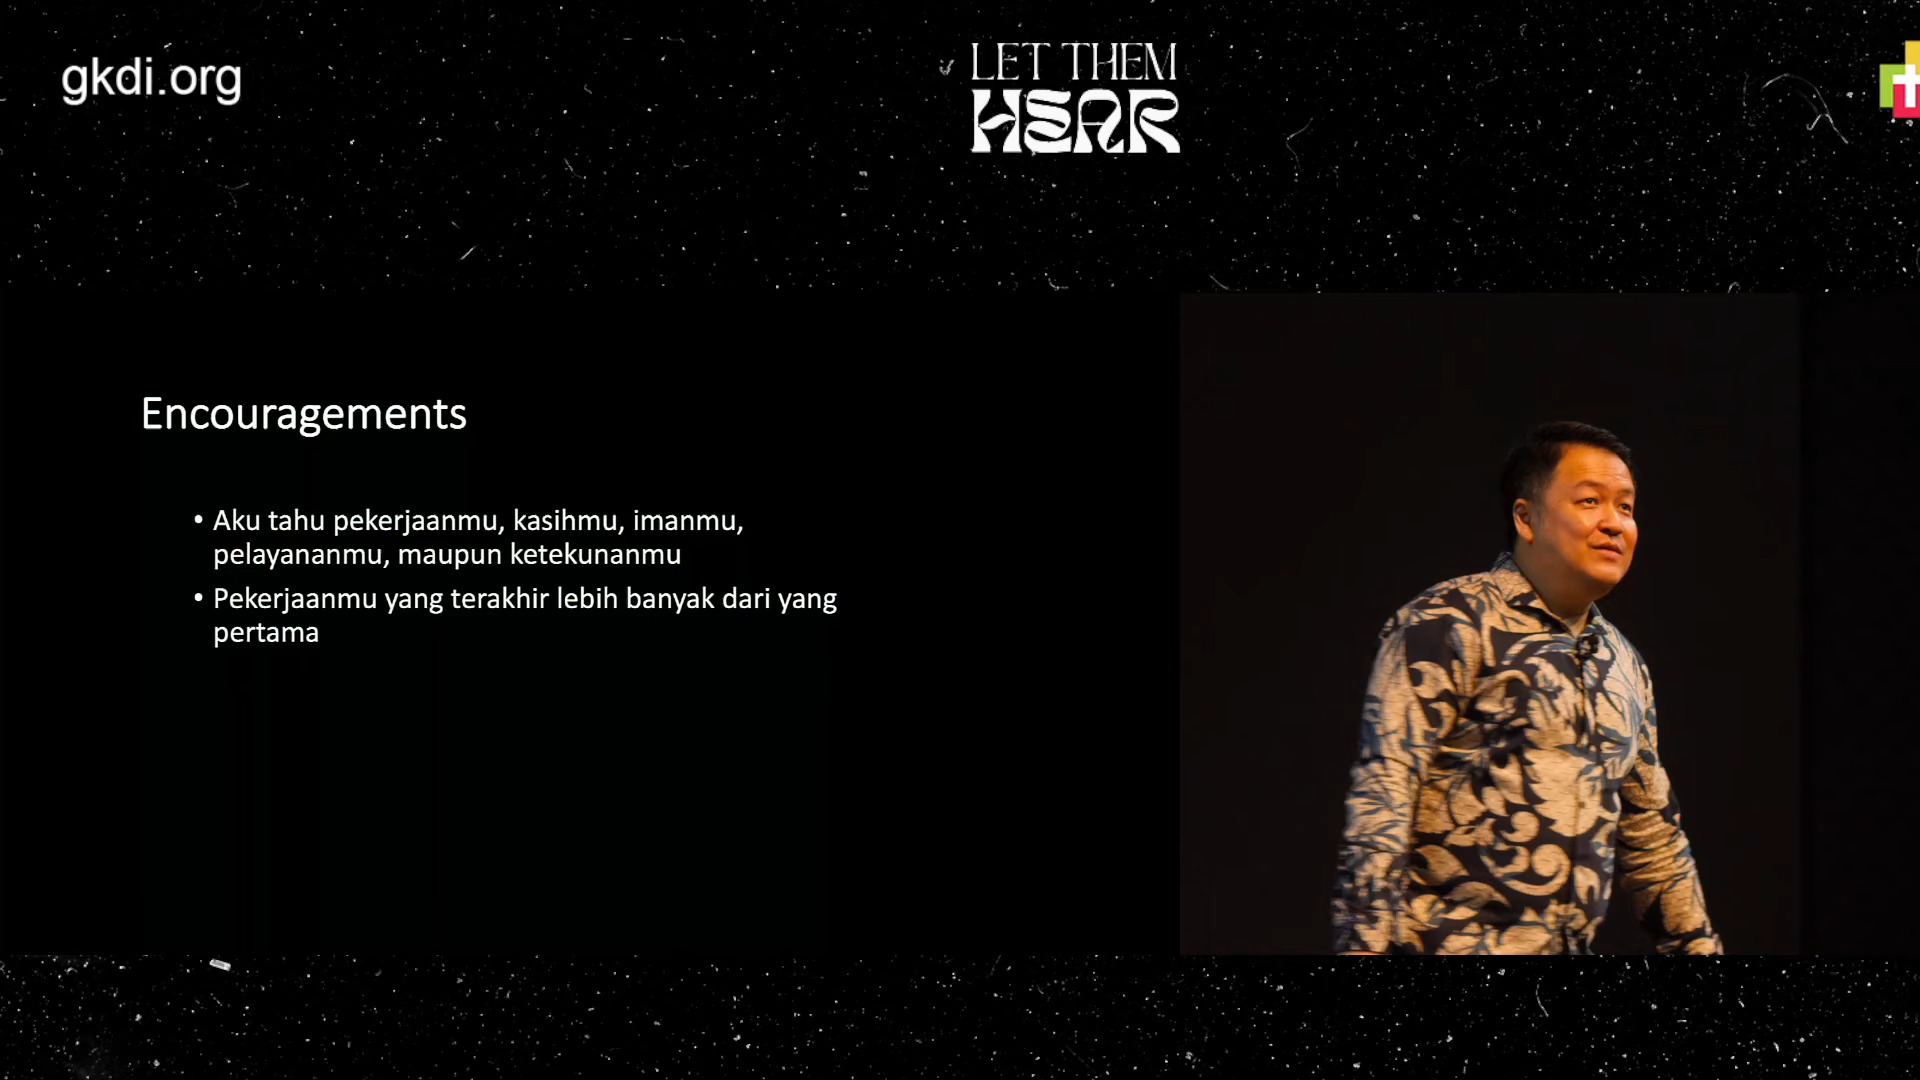 gkdi.org
LET THEM
HEAR
Encouragements
• Aku tahu pekerjaanmu, kasihmu, imanmu,
pelayananmu, maupun ketekunanmu
• Pekerjaanmu yang terakhir lebih banyak dari yang
pertama